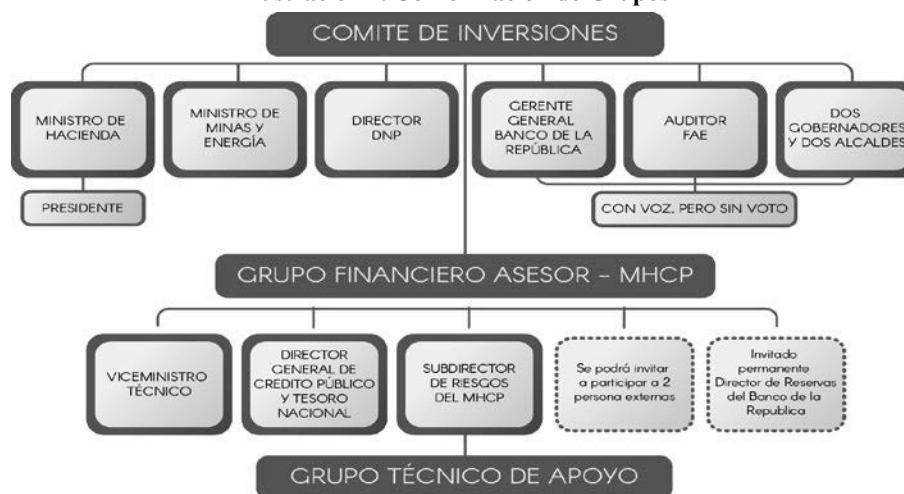 COMITE DE INVERSIONES
MINISTRO DE
HACIENDA
MINISTRO DE
MINAS Y
ENERGÍA
DIRECTOR
DNP
GERENTE
GENERAL
BANCO DE LA
REPÚBLICA
AUDITOR
FAE
DOS
GOBERNADORES
Y DOS ALCALDES
PRESIDENTE
CON VOZ, PERO SIN VOTO
GRUPO FINANCIERO ASESOR – MHCP
VICEMINISTRO
TÉCNICO
DIRECTOR
GENERAL DE
CREDITO PÚBLICO
Y TESORO
NACIONAL
SUBDIRECTOR
DE RIESGOS
DEL MHCP
Se podrá invitar
a participar a 2
persona externas
Invitado
permanente
Director de Reservas
del Banco de la
Republica
GRUPO TÉCNICO DE APOYO